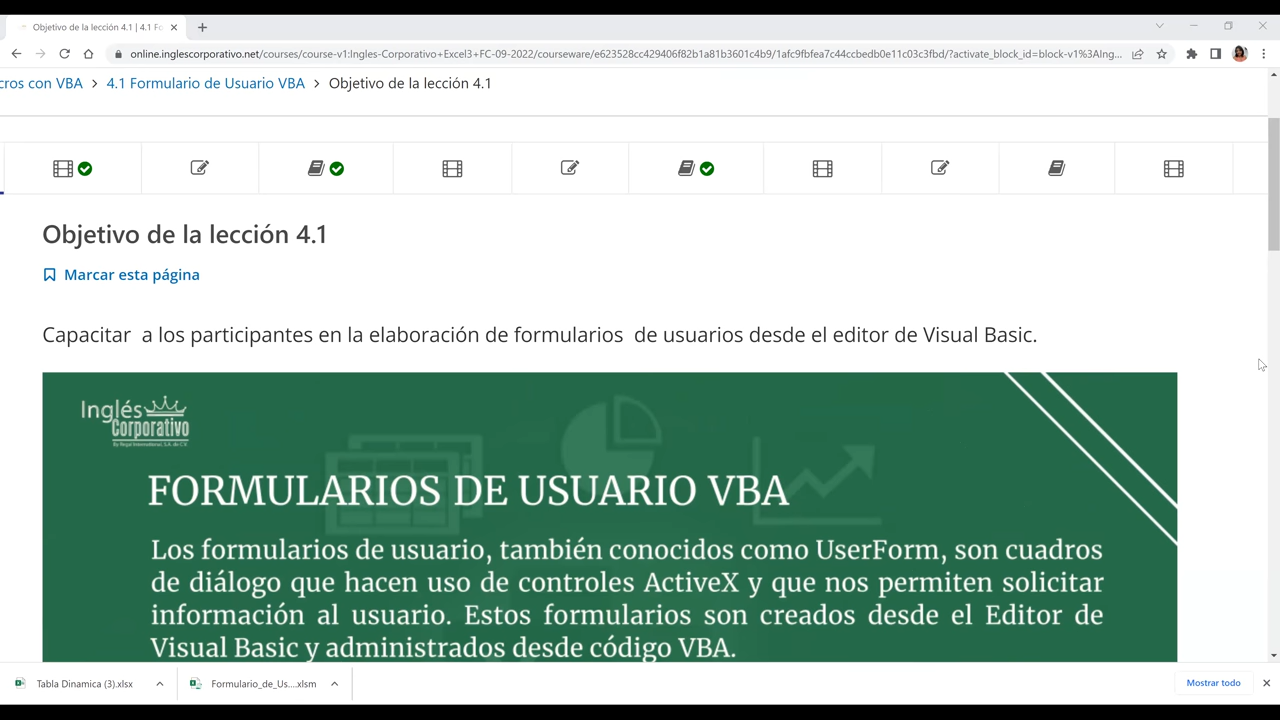 Objetivo de la lección 4.1 | 4.1 Fo
online.inglescorporativo.net/courses/course-v1:Ingles-Corporativo+Excel3+FC-09-2022/courseware/e623528cc429406f82b1a81b3601c4b9/1afc9fbfea7c44ccbedb0e11c03c3fbd/?activate_block_id=block-v1%3AIng...
cros con VBA > 4.1 Formulario de Usuario VBA > Objetivo de la lección 4.1
Objetivo de la lección 4.1
Marcar esta página
Capacitar a los participantes en la elaboración de formularios de usuarios desde el editor de Visual Basic.
Inglés
Corporativo
FORMULARIOS DE USUARIO VBA
Los formularios de usuario, también conocidos como UserForm, son cuadros
de diálogo que hacen uso de controles ActiveX y que nos permiten solicitar
información al usuario. Estos formularios son creados desde el Editor de
Visual Basic y administrados desde código VBA.
Tabla Dinamica (3).xlsx
Formulario_de_Us....xlsm
Mostrar todo